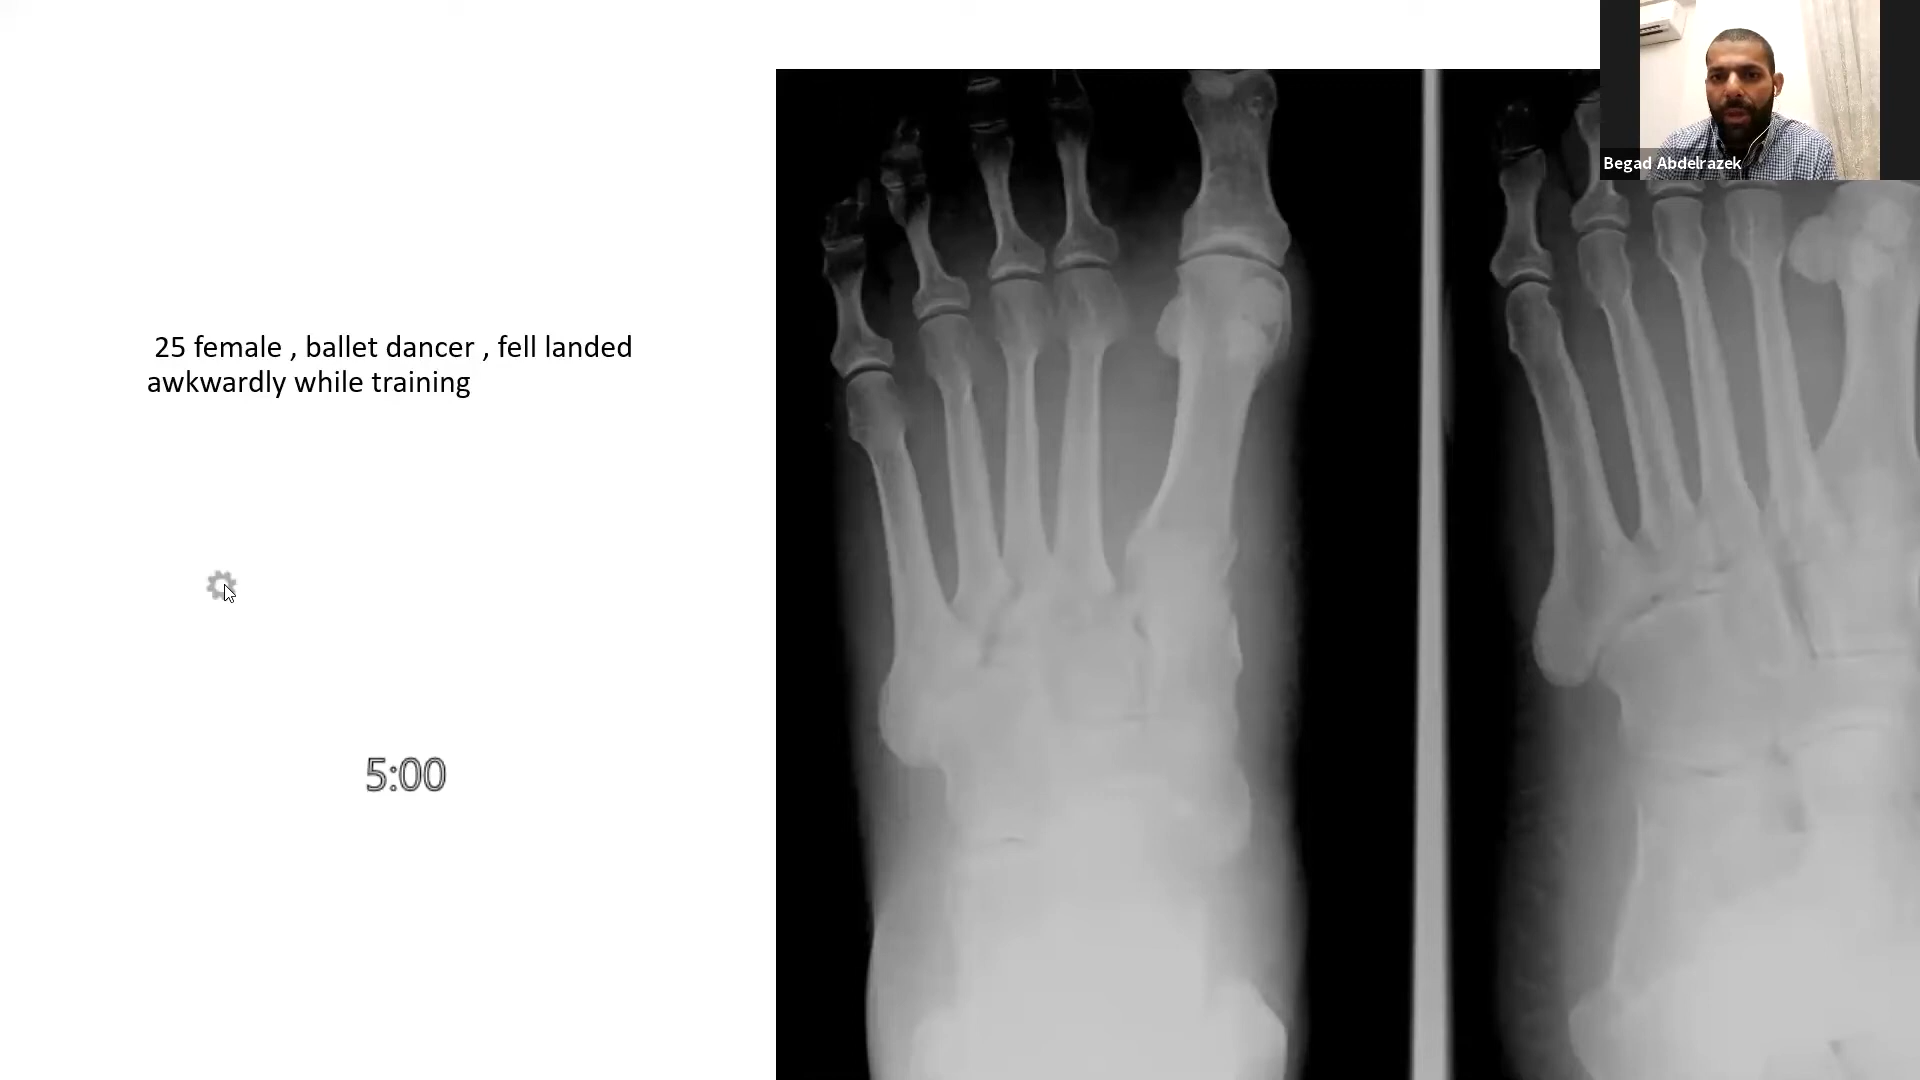 25 female , ballet dancer , fell landed
awkwardly while training
5:00
Begad Abdelrazek